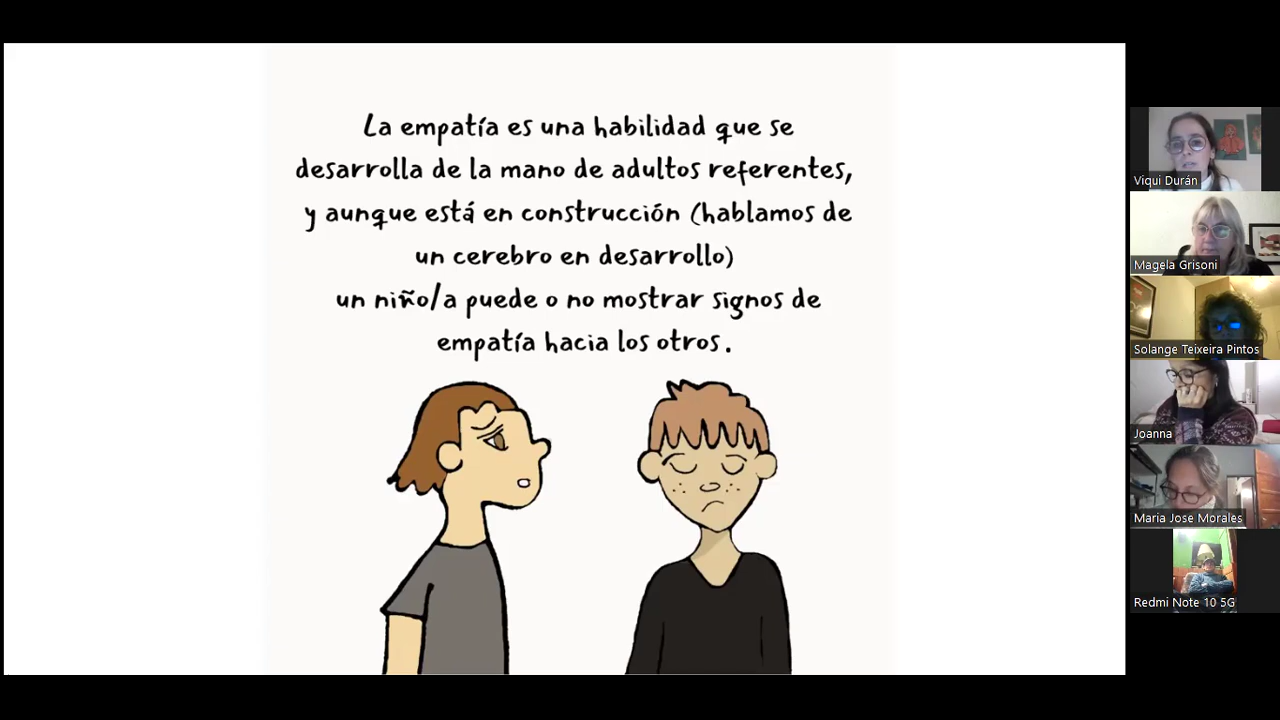 La empatía es una habilidad que se
desarrolla de la mano de adultos referentes,
y aunque está en construcción (hablamos de
un cerebro en desarrollo)
un niño/a puede o no mostrar signos de
empatía hacia los otros.
Viqui Durán
Magela Grisoni
Solange Teixeira Pintos
Joanna
Maria Jose Morales
Redmi Note 10 5G